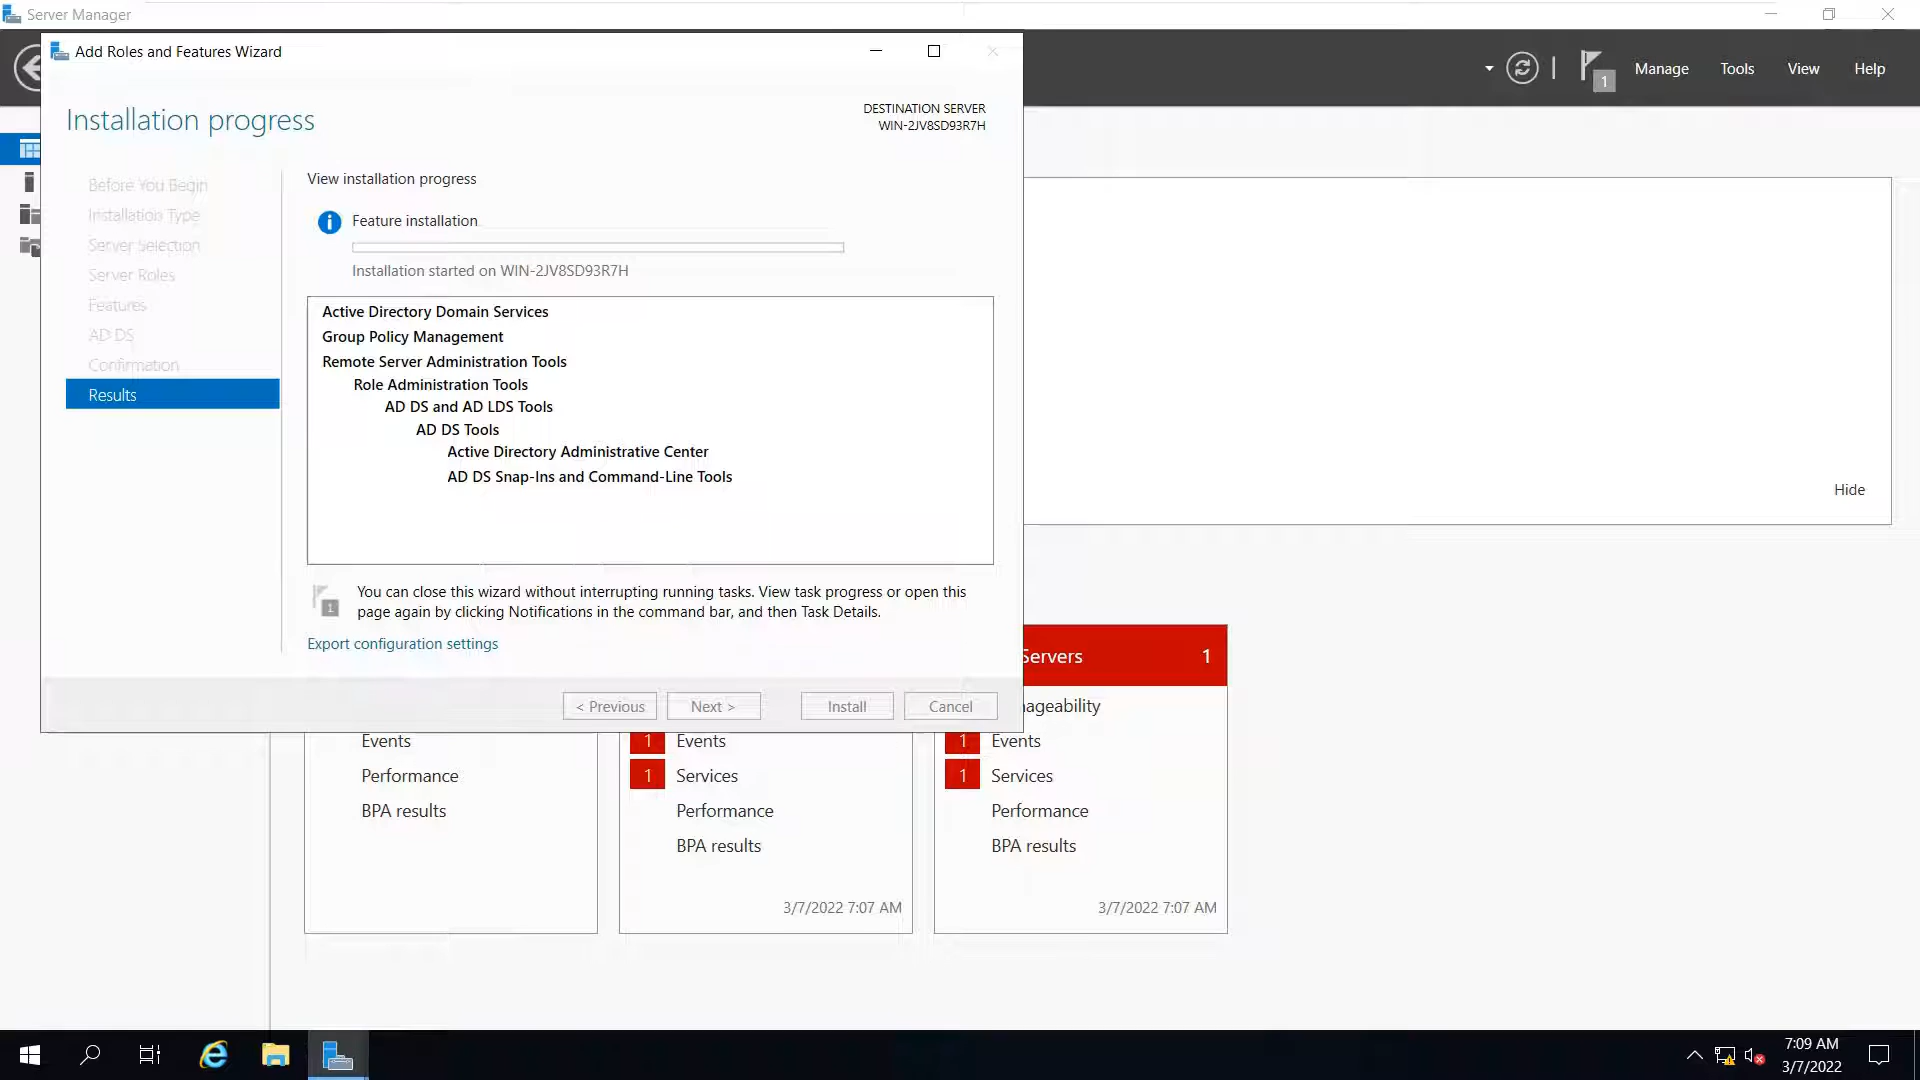 Server Manager
Add Roles and Features Wizard
1
Manage
Tools
View
Help
Installation progress
DESTINATION SERVER
WIN-2JV8SD93R7H
Before You Begin
Installation Type
Server Selection
Server Roles
Features
AD DS
Confirmation
Results
View installation progress
Feature installation
Installation started on WIN-2JV8SD93R7H
Active Directory Domain Services
Group Policy Management
Remote Server Administration Tools
Role Administration Tools
AD DS and AD LDS Tools
AD DS Tools
Active Directory Administrative Center
AD DS Snap-Ins and Command-Line Tools
1
You can close this wizard without interrupting running tasks. View task progress or open this
page again by clicking Notifications in the command bar, and then Task Details.
Export configuration settings
< Previous
Next >
Install
Cancel
Hide
Events
Performance
BPA results
1 Events
1 Services
Performance
BPA results
3/7/2022 7:07 AM
Servers 1
nageability
1 Events
1 Services
Performance
BPA results
3/7/2022 7:07 AM
7:09 AM
3/7/2022